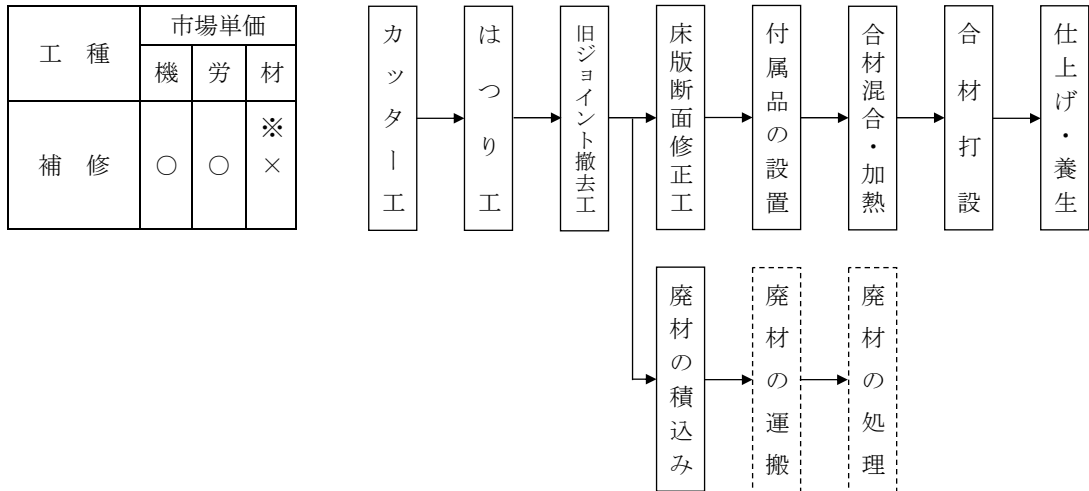 工種
市場単価
機
労
材
補修
○
○
※
×
カッター工
はつり工
旧ジョイント撤去工
床版断面修正工
付属品の設置
合材混合・加熱
合材打設
仕上げ・養生
廃材の積込み
廃材の運搬
廃材の処理